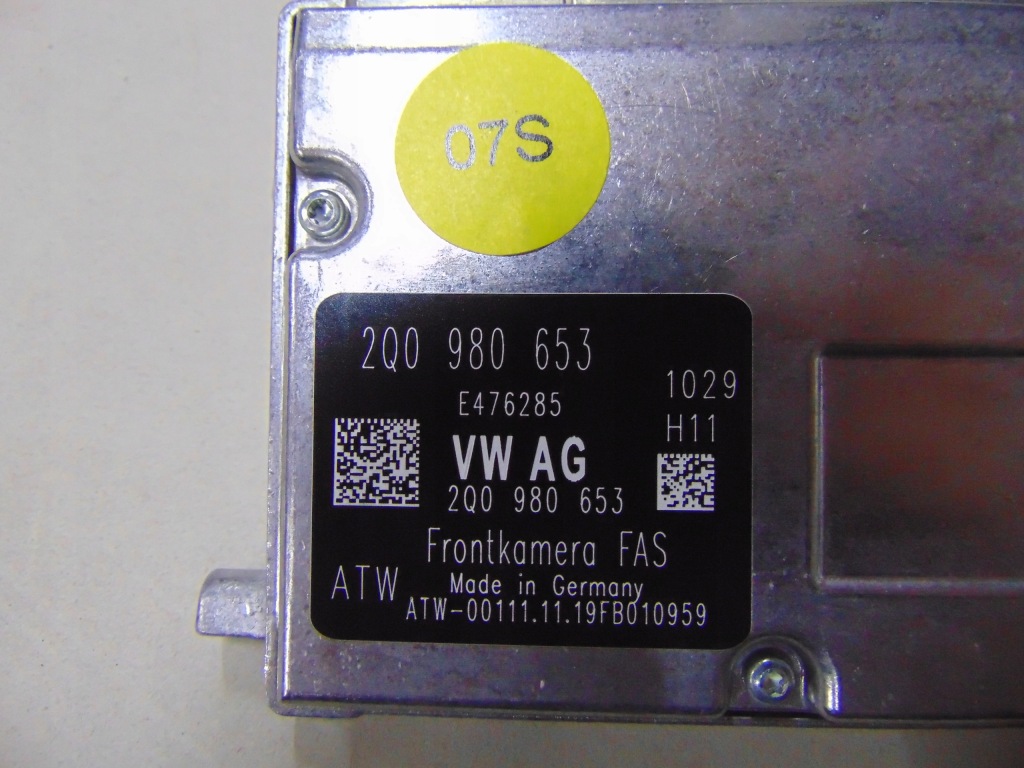 07S
2Q0 980 653
E476285
1029
H11
VW AG
2Q0 980 653
Frontkamera FAS
ATW
Made in Germany
ATW-00111.11.19FB010959